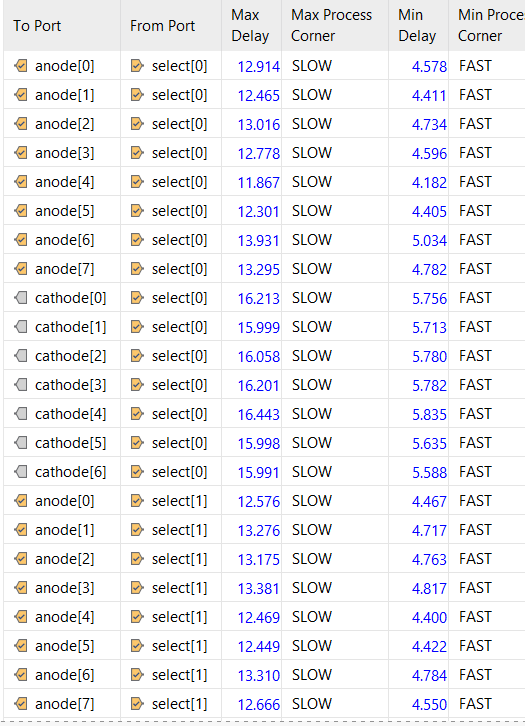 To Port From Port Max Delay Max Process Corner Min Delay Min Proce Corner
anode[0] select[0] 12.914 SLOW 4.578 FAST
anode[1] select[0] 12.465 SLOW 4.411 FAST
anode[2] select[0] 13.016 SLOW 4.734 FAST
anode[3] select[0] 12.778 SLOW 4.596 FAST
anode[4] select[0] 11.867 SLOW 4.182 FAST
anode[5] select[0] 12.301 SLOW 4.405 FAST
anode[6] select[0] 13.931 SLOW 5.034 FAST
anode[7] select[0] 13.295 SLOW 4.782 FAST
cathode[0] select[0] 16.213 SLOW 5.756 FAST
cathode[1] select[0] 15.999 SLOW 5.713 FAST
cathode[2] select[0] 16.058 SLOW 5.780 FAST
cathode[3] select[0] 16.201 SLOW 5.782 FAST
cathode[4] select[0] 16.443 SLOW 5.835 FAST
cathode[5] select[0] 15.998 SLOW 5.635 FAST
cathode[6] select[0] 15.991 SLOW 5.588 FAST
anode[0] select[1] 12.576 SLOW 4.467 FAST
anode[1] select[1] 13.276 SLOW 4.717 FAST
anode[2] select[1] 13.175 SLOW 4.763 FAST
anode[3] select[1] 13.381 SLOW 4.817 FAST
anode[4] select[1] 12.469 SLOW 4.400 FAST
anode[5] select[1] 12.449 SLOW 4.422 FAST
anode[6] select[1] 13.310 SLOW 4.784 FAST
anode[7] select[1] 12.666 SLOW 4.550 FAST